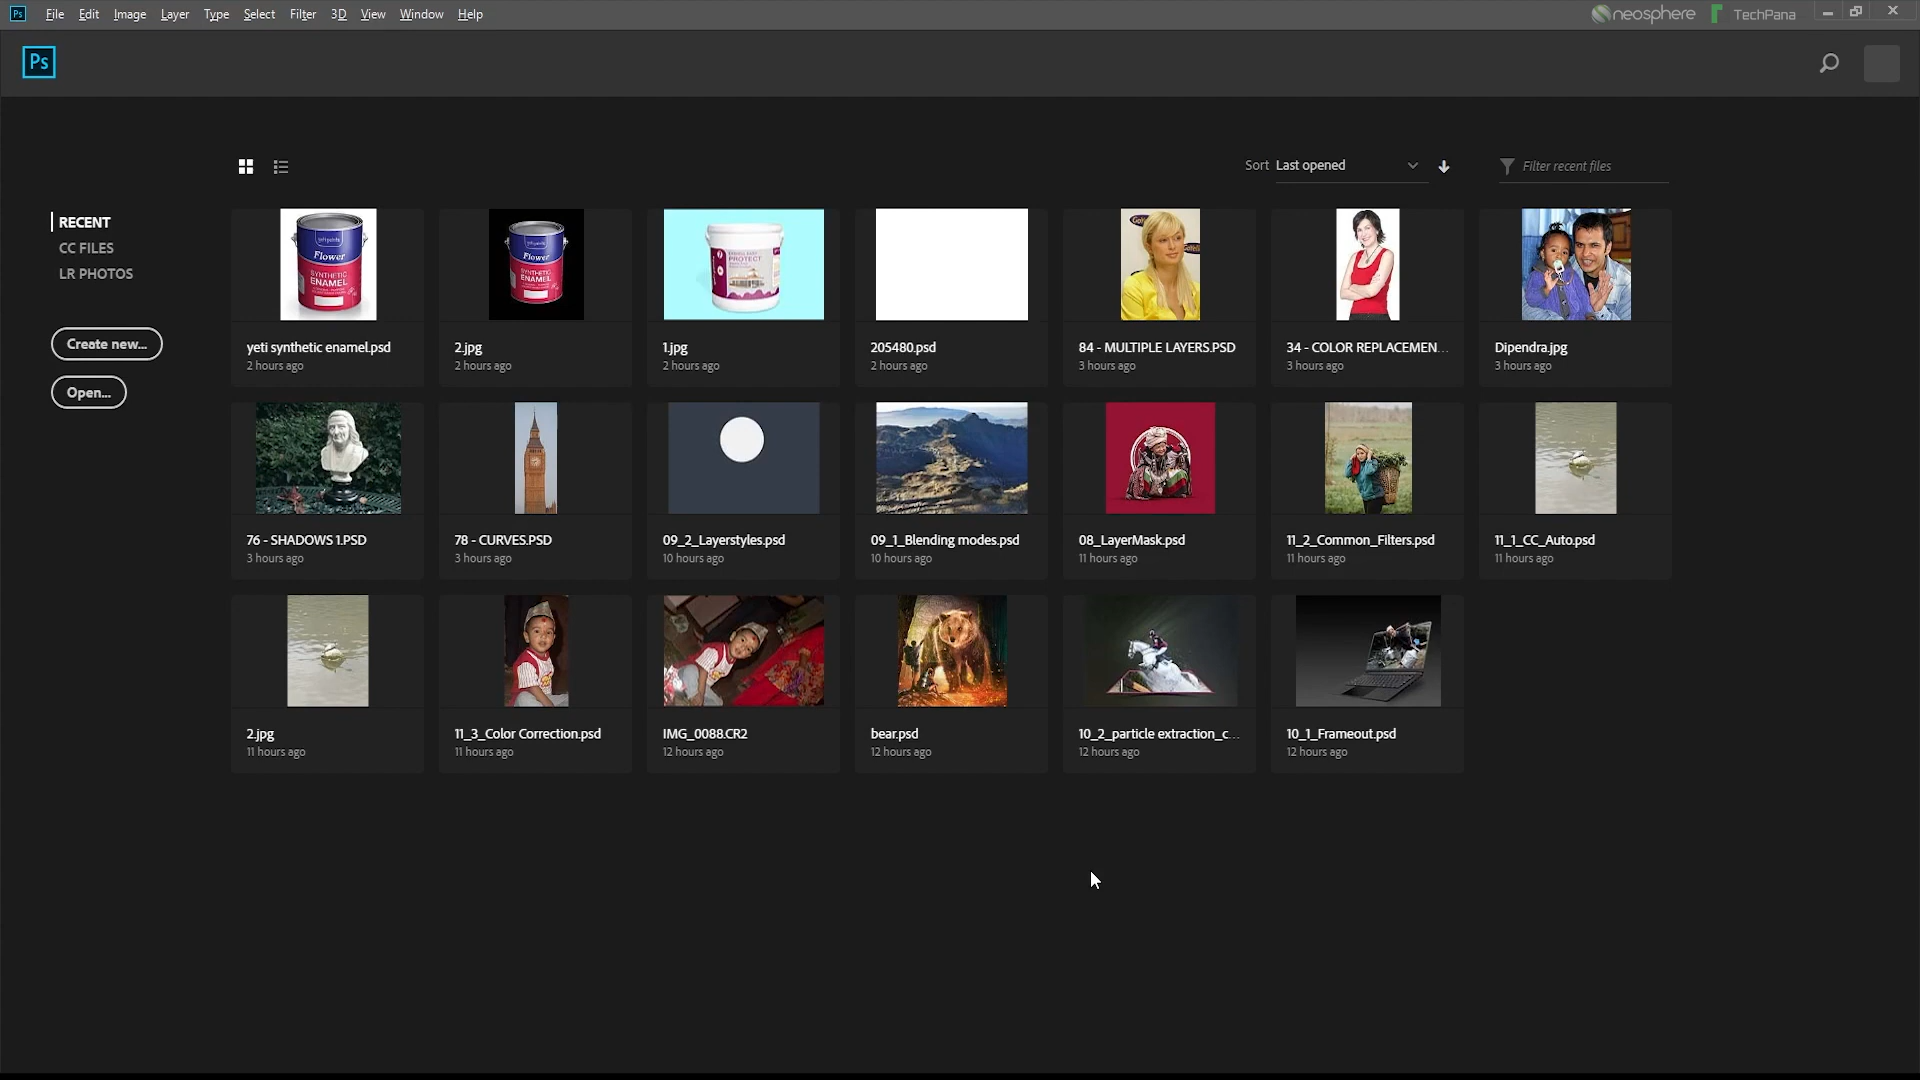 Ps File Edit Image Layer Type Select Filter 3D View Window Help neosphere TechPana
Ps
Sort Last opened Filter recent files
RECENT
CC FILES
LR PHOTOS
Create new...
Open...
Flower
SYNTHETIC
ENAMEL
Flower
SYNTHETIC
ENAMEL
PROTECT
yeti synthetic enamel.psd
2 hours ago
2.jpg
2 hours ago
1.jpg
2 hours ago
205480.psd
2 hours ago
84 - MULTIPLE LAYERS.PSD
3 hours ago
34 - COLOR REPLACEMEN...
3 hours ago
Dipendra.jpg
3 hours ago
76 - SHADOWS 1.PSD
3 hours ago
78 - CURVES.PSD
3 hours ago
09_2_Layerstyles.psd
10 hours ago
09_1_Blending modes.psd
10 hours ago
08_LayerMask.psd
11 hours ago
11_2_Common_Filters.psd
11 hours ago
11_1_CC_Auto.psd
11 hours ago
2.jpg
11 hours ago
11_3_Color Correction.psd
11 hours ago
IMG_0088.CR2
12 hours ago
bear.psd
12 hours ago
10_2_particle extraction_c...
12 hours ago
10_1_Frameout.psd
12 hours ago